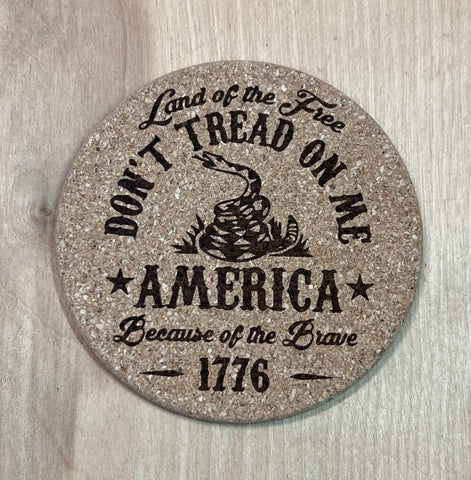 Land of the Free
DON'T TREAD ON ME
AMERICA
Because of the Brave
1776